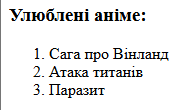 Улюблені аніме:
1. Сага про Вінланд
2. Атака титанів
3. Паразит